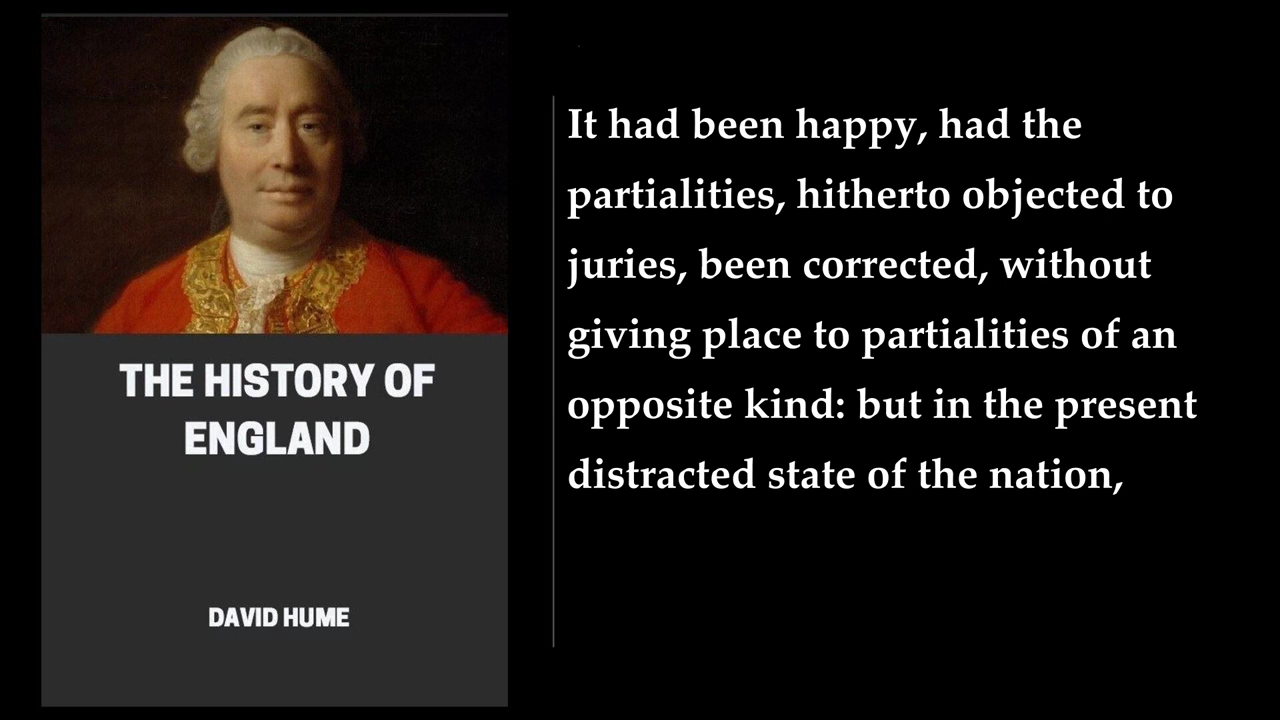 THE HISTORY OF
ENGLAND
DAVID HUME
It had been happy, had the
partialities, hitherto objected to
juries, been corrected, without
giving place to partialities of an
opposite kind: but in the present
distracted state of the nation,